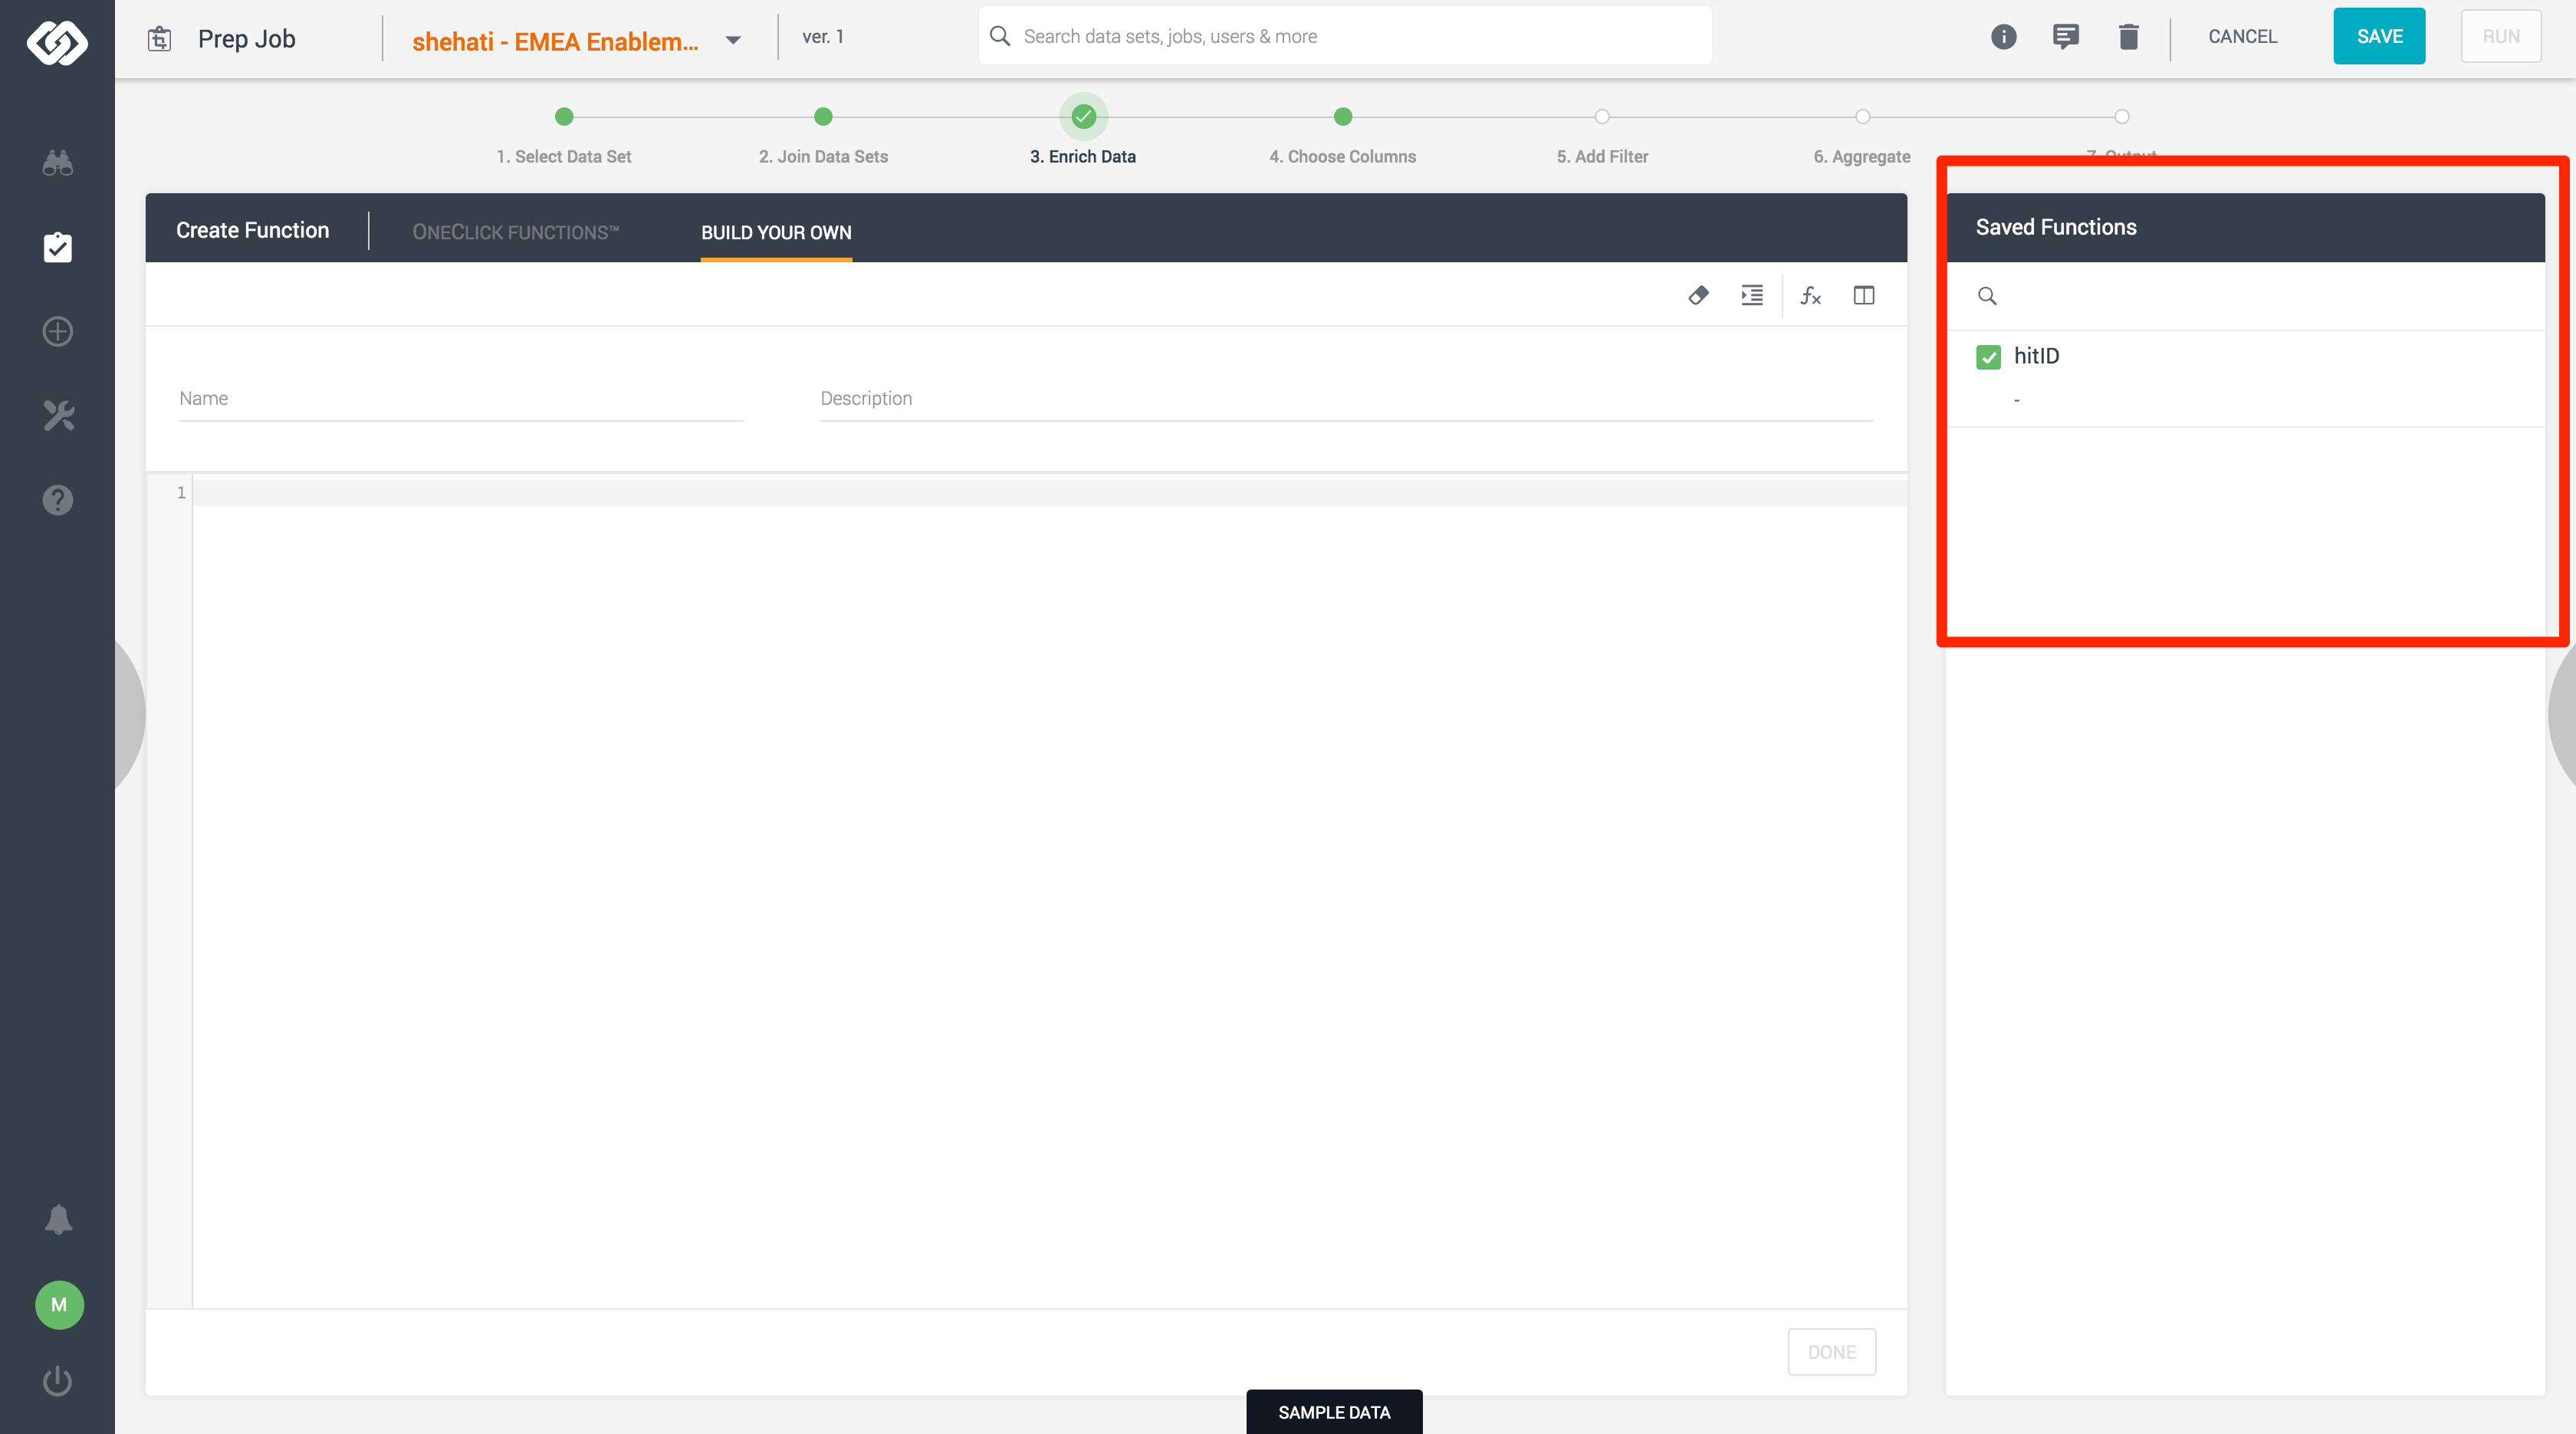 Prep Job
shehati - EMEA Enablem...
ver. 1
Search data sets, jobs, users & more
CANCEL
SAVE
RUN
1. Select Data Set
2. Join Data Sets
3. Enrich Data
4. Choose Columns
5. Add Filter
6. Aggregate
7. Output
Create Function
ONECLICK FUNCTIONS™
BUILD YOUR OWN
Saved Functions
hitID
-
Name
Description
1
M
DONE
SAMPLE DATA